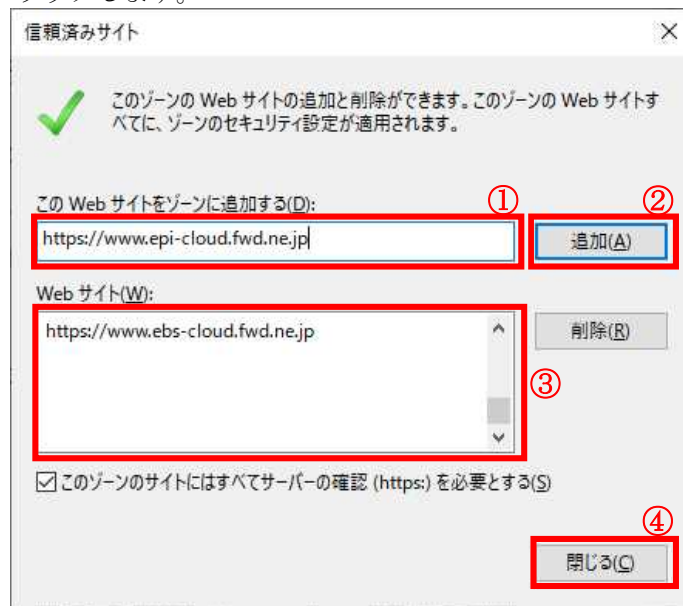 クリックします。
信頼済みサイト
このゾーンの Web サイトの追加と削除ができます。このゾーンの Web サイトす
べてに、ゾーンのセキュリティ設定が適用されます。
この Web サイトをゾーンに追加する(D):
①
②
https://www.epi-cloud.fwd.ne.jp
追加(A)
Web サイト(W):
https://www.ebs-cloud.fwd.ne.jp
削除(R)
③
このゾーンのサイトにはすべてサーバーの確認 (https:) を必要とする(S)
④
閉じる(C)